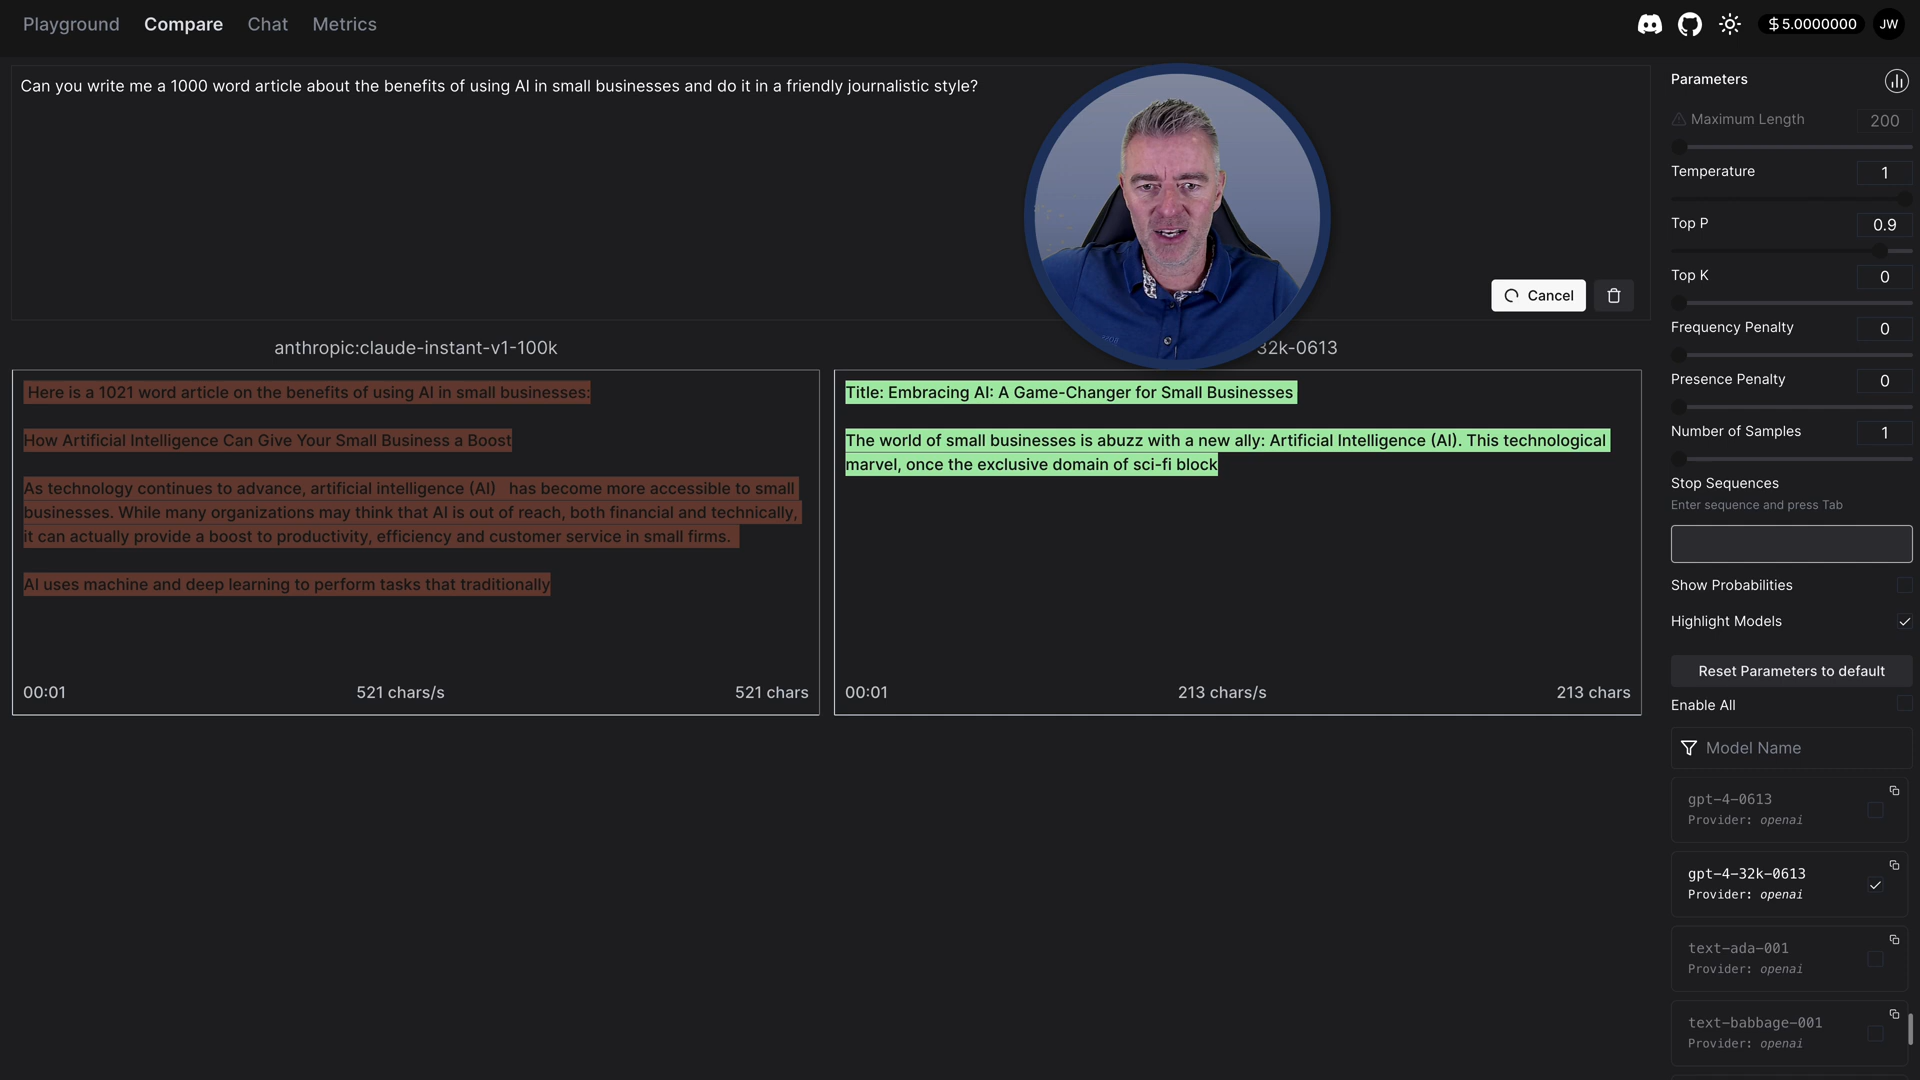 Playground Compare Chat Metrics
$5.0000000 JW
Can you write me a 1000 word article about the benefits of using AI in small businesses and do it in a friendly journalistic style?
Cancel
anthropic:claude-instant-v1-100k
Here is a 1021 word article on the benefits of using AI in small businesses:
How Artificial Intelligence Can Give Your Small Business a Boost
As technology continues to advance, artificial intelligence (AI) has become more accessible to small
businesses. While many organizations may think that AI is out of reach, both financial and technically,
it can actually provide a boost to productivity, efficiency and customer service in small firms.
AI uses machine and deep learning to perform tasks that traditionally
00:01 521 chars/s 521 chars
32k-0613
Title: Embracing AI: A Game-Changer for Small Businesses
The world of small businesses is abuzz with a new ally: Artificial Intelligence (AI). This technological
marvel, once the exclusive domain of sci-fi block
00:01 213 chars/s 213 chars
Parameters
Maximum Length 200
Temperature 1
Top P 0.9
Top K 0
Frequency Penalty 0
Presence Penalty 0
Number of Samples 1
Stop Sequences
Enter sequence and press Tab
Show Probabilities
Highlight Models
Reset Parameters to default
Enable All
Model Name
gpt-4-0613
Provider: openai
gpt-4-32k-0613
Provider: openai
text-ada-001
Provider: openai
text-babbage-001
Provider: openai